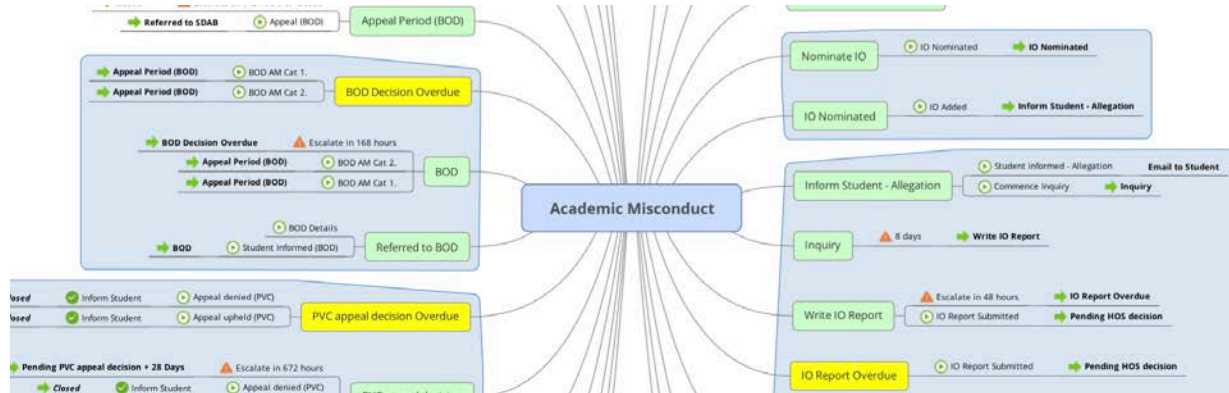 Referred to SDAB
Appeal (BOD)
Appeal Period (BOD)
Appeal Period (BOD)
BOD AM Cat 1.
Appeal Period (BOD)
BOD AM Cat 2.
BOD Decision Overdue
BOD Decision Overdue
Escalate in 168 hours
Appeal Period (BOD)
BOD AM Cat 2.
Appeal Period (BOD)
BOD AM Cat 1.
BOD
BOD Details
BOD
Student Informed (BOD)
Referred to BOD
Inform Student
Appeal denied (PVC)
Inform Student
Appeal upheld (PVC)
PVC appeal decision Overdue
Pending PVC appeal decision + 28 Days
Escalate in 672 hours
Closed
Inform Student
Appeal denied (PVC)
Academic Misconduct
Nominate IO
IO Nominated
IO Nominated
IO Nominated
IO Added
Inform Student - Allegation
Inform Student - Allegation
Student Informed - Allegation
Email to Student
Commence Inquiry
Inquiry
Inquiry
8 days
Write IO Report
Write IO Report
Escalate in 48 hours
IO Report Overdue
IO Report Submitted
Pending HOS decision
IO Report Overdue
IO Report Submitted
Pending HOS decision